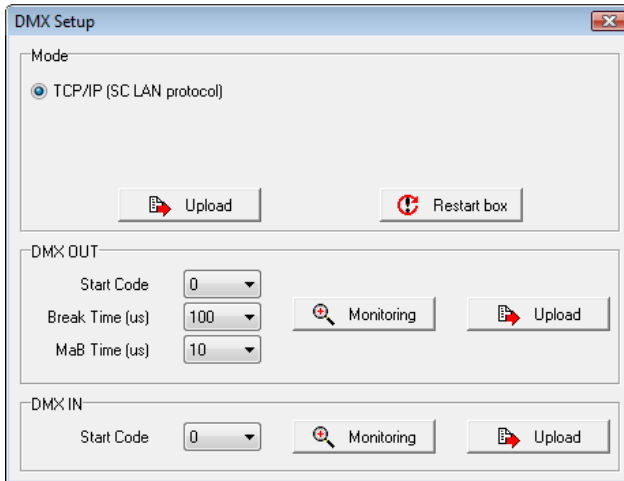 DMX Setup
Mode
TCP/IP (SC LAN protocol)
Upload
Restart box
DMX OUT
Start Code 0
Break Time (us) 100
Monitoring
Upload
MaB Time (us) 10
DMX IN
Start Code 0
Monitoring
Upload